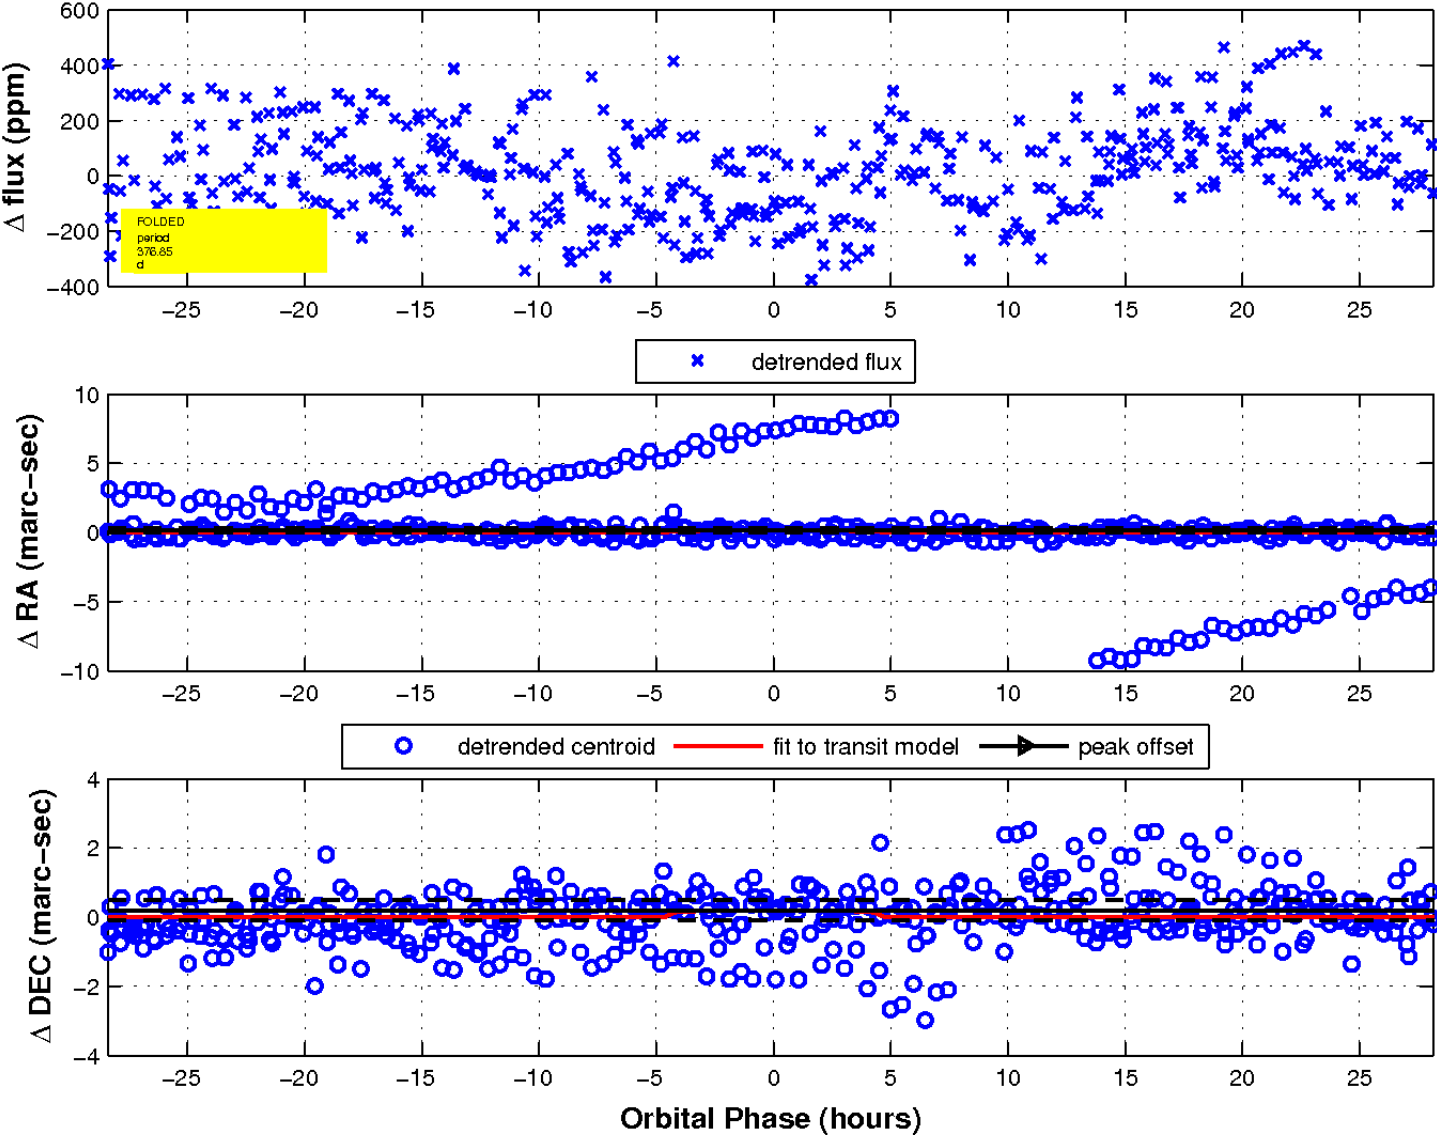 600
400
200
0
−200
−400
Δ flux (ppm)
FOLDED
period
376.85
d
−25 −20 −15 −10 −5 0 5 10 15 20 25
detrended flux
10
5
0
−5
−10
Δ RA (marc−sec)
−25 −20 −15 −10 −5 0 5 10 15 20 25
detrended centroid fit to transit model peak offset
4
2
0
−2
−4
Δ DEC (marc−sec)
−25 −20 −15 −10 −5 0 5 10 15 20 25
Orbital Phase (hours)